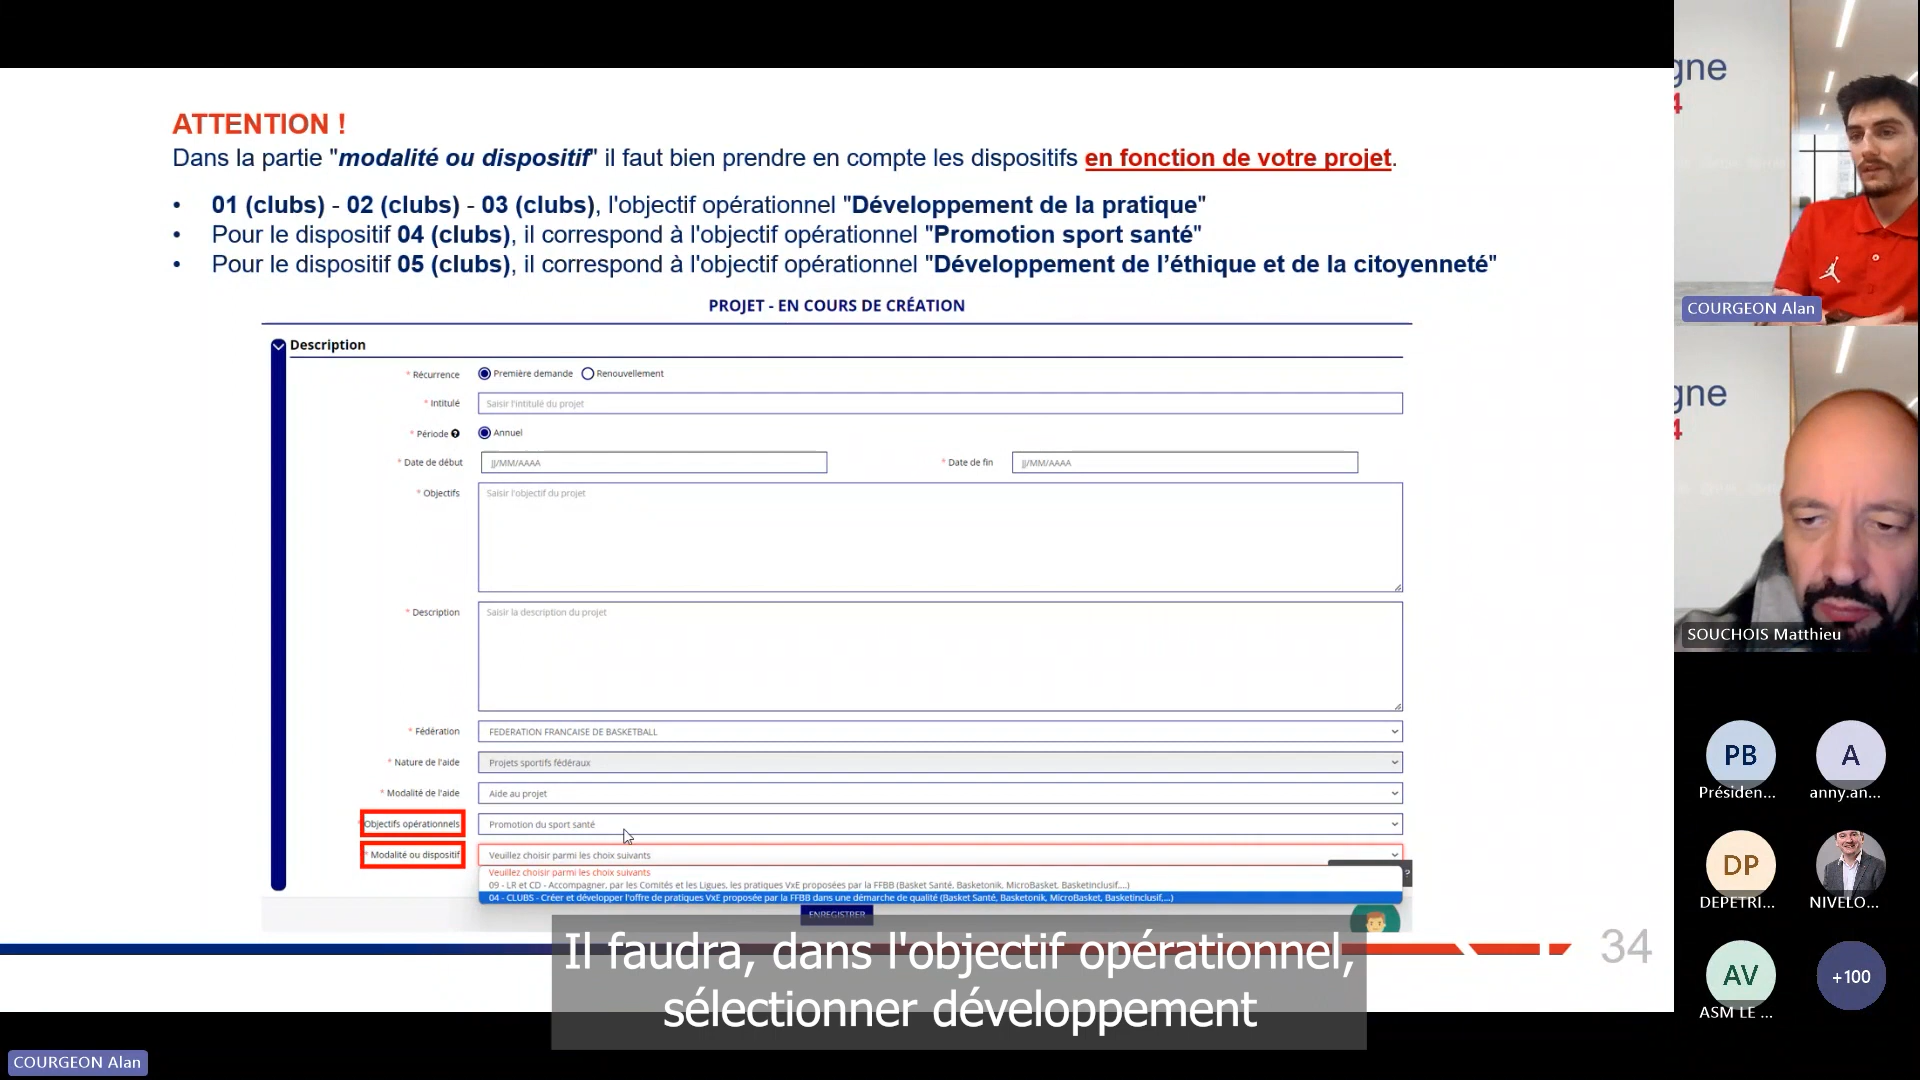 ATTENTION !
Dans la partie "modalité ou dispositif" il faut bien prendre en compte les dispositifs en fonction de votre projet.
• 01 (clubs) - 02 (clubs) - 03 (clubs), l'objectif opérationnel "Développement de la pratique"
• Pour le dispositif 04 (clubs), il correspond à l'objectif opérationnel "Promotion sport santé"
• Pour le dispositif 05 (clubs), il correspond à l'objectif opérationnel "Développement de l’éthique et de la citoyenneté"
PROJET - EN COURS DE CRÉATION
Description
* Récurrence Première demande Renouvellement
* Intitulé Saisir l'intitulé du projet
* Période Annuel
* Date de début JJ/MM/AAAA * Date de fin JJ/MM/AAAA
* Objectifs Saisir l'objectif du projet
* Description Saisir la description du projet
* Fédération FEDERATION FRANCAISE DE BASKETBALL
* Nature de l'aide Projets sportifs fédéraux
* Modalité de l'aide Aide au projet
* Objectifs opérationnels Promotion du sport santé
* Modalité ou dispositif Veuillez choisir parmi les choix suivants
Veuillez choisir parmi les choix suivants
09 - LR et CD - Accompagner, par les Comités et les Ligues, les pratiques VxE proposées par la FFBB (Basket Santé, Basketonik, MicroBasket, Basketinclusif,...)
04 - CLUBS - Créer et développer l'offre de pratiques VxE proposée par la FFBB dans une démarche de qualité (Basket Santé, Basketonik, MicroBasket, Basketinclusif,...)
ENREGISTRER
34
Il faudra, dans l'objectif opérationnel,
sélectionner développement
COURGEON Alan
gne
4
COURGEON Alan
gne
4
SOUCHOIS Matthieu
PB A
Présiden... anny.an...
DP
DEPETRI... NIVELO...
AV +100
ASM LE ...